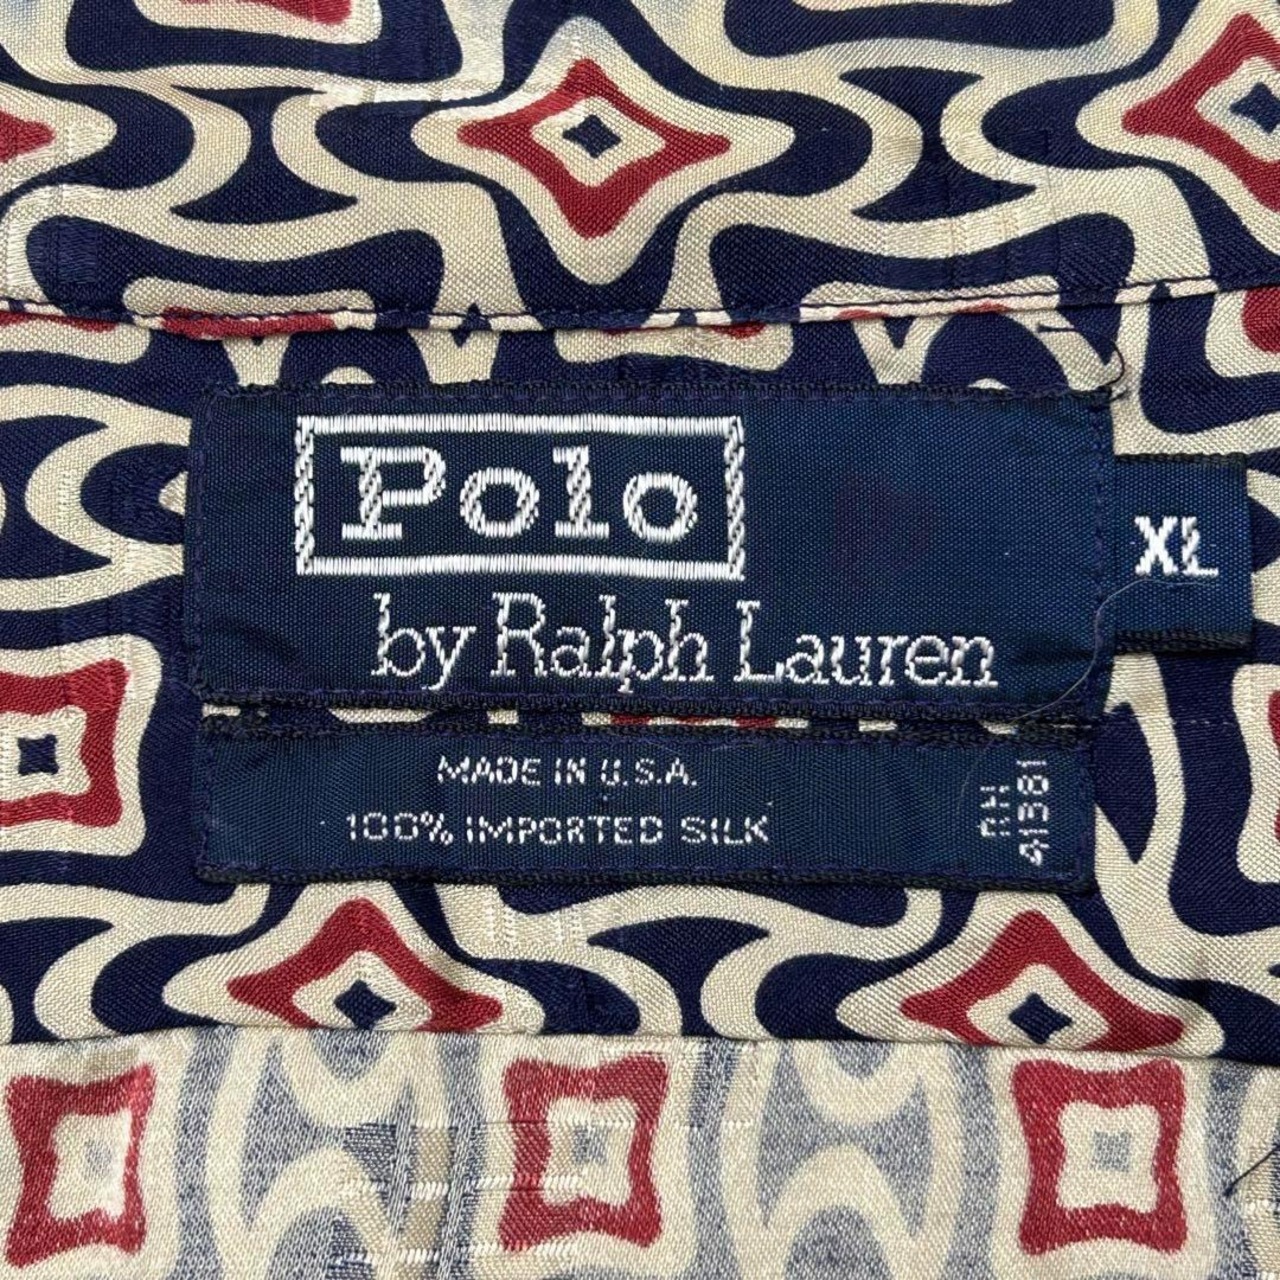 Polo
by Ralph Lauren
XL
MADE IN U.S.A.
100% IMPORTED SILK
RN
41381